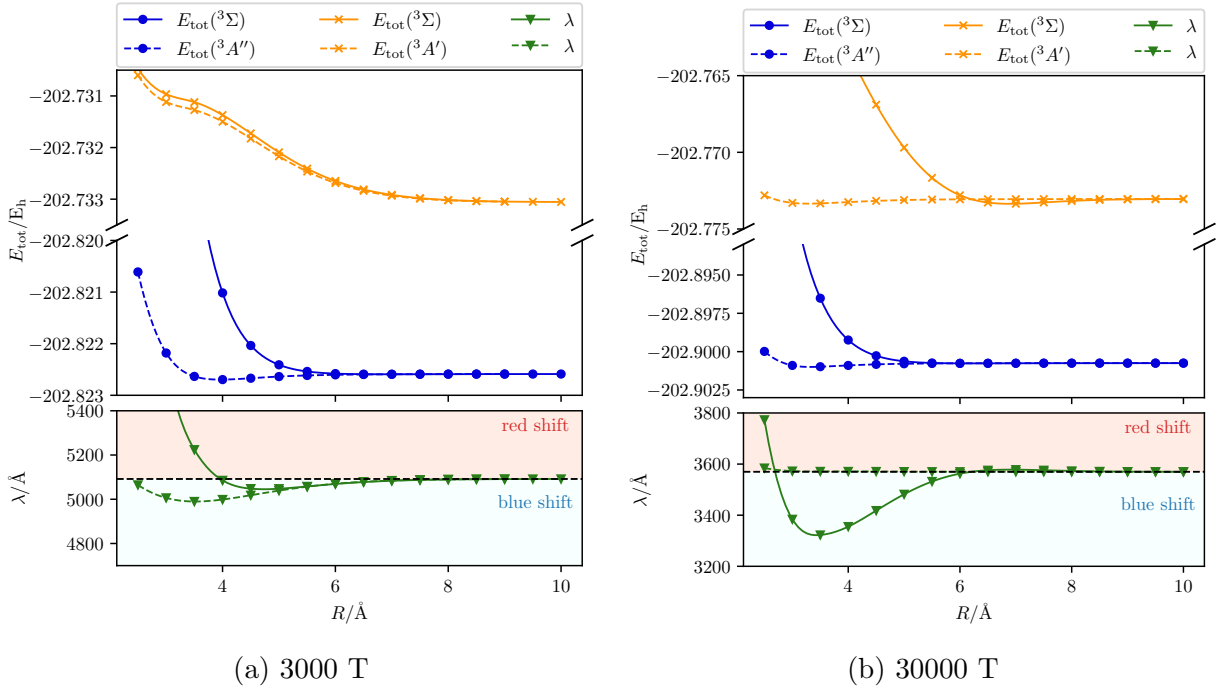 E_tot(³Σ) E_tot(³Σ) λ
E_tot(³A′′) E_tot(³A′) λ
−202.731
−202.732
−202.733
−202.820
−202.821
−202.822
−202.823
E_tot/E_h
5400
5200
5000
4800
λ/Å
red shift
blue shift
4 6 8 10
R/Å
(a) 3000 T
E_tot(³Σ) E_tot(³Σ) λ
E_tot(³A′′) E_tot(³A′) λ
−202.765
−202.770
−202.775
−202.8950
−202.8975
−202.9000
−202.9025
E_tot/E_h
3800
3600
3400
3200
λ/Å
red shift
blue shift
4 6 8 10
R/Å
(b) 30000 T